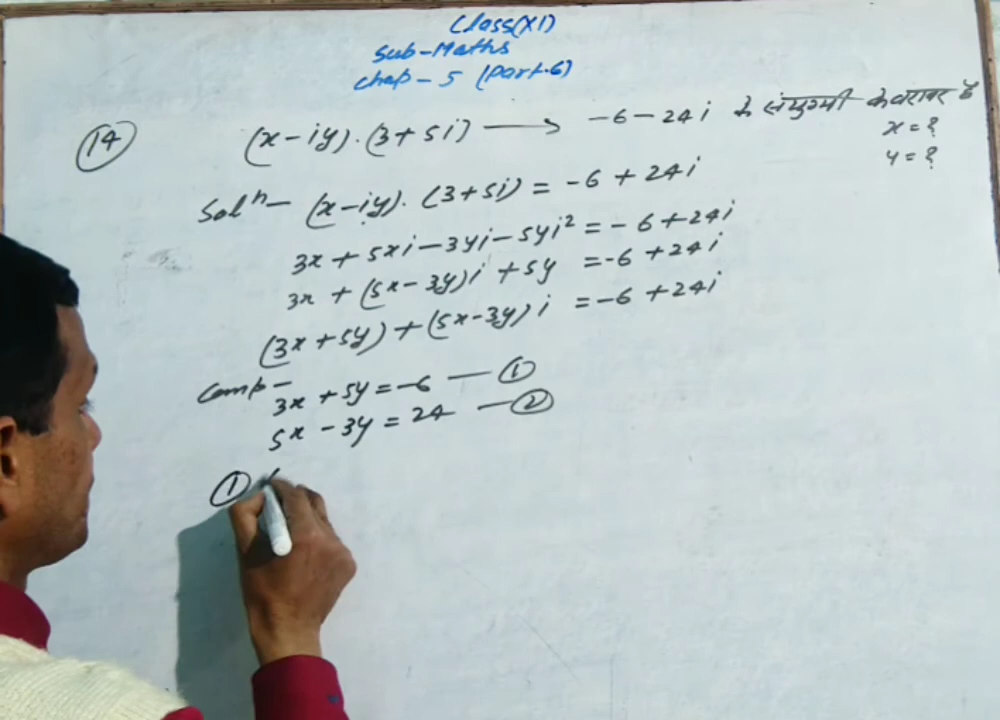 Class(XI)
Sub-Maths
Chap-5 (Part.6)
(14) (x-iy).(3+5i) → -6-24i के संयुग्मी के बराबर है
x=?
y=?
Solⁿ- (x-iy).(3+5i) = -6+24i
3x+5xi-3yi-5yi² = -6+24i
3x+(5x-3y)i+5y = -6+24i
(3x+5y)+(5x-3y)i = -6+24i
Comp-
3x+5y=-6 — ①
5x-3y=24 — ②
①